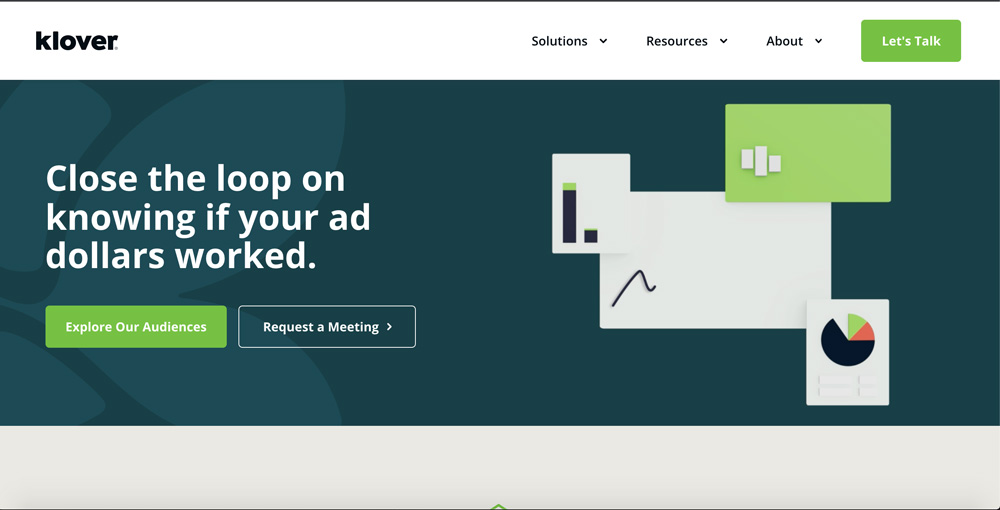 klover
Solutions
Resources
About
Let's Talk
Close the loop on
knowing if your ad
dollars worked.
Explore Our Audiences
Request a Meeting